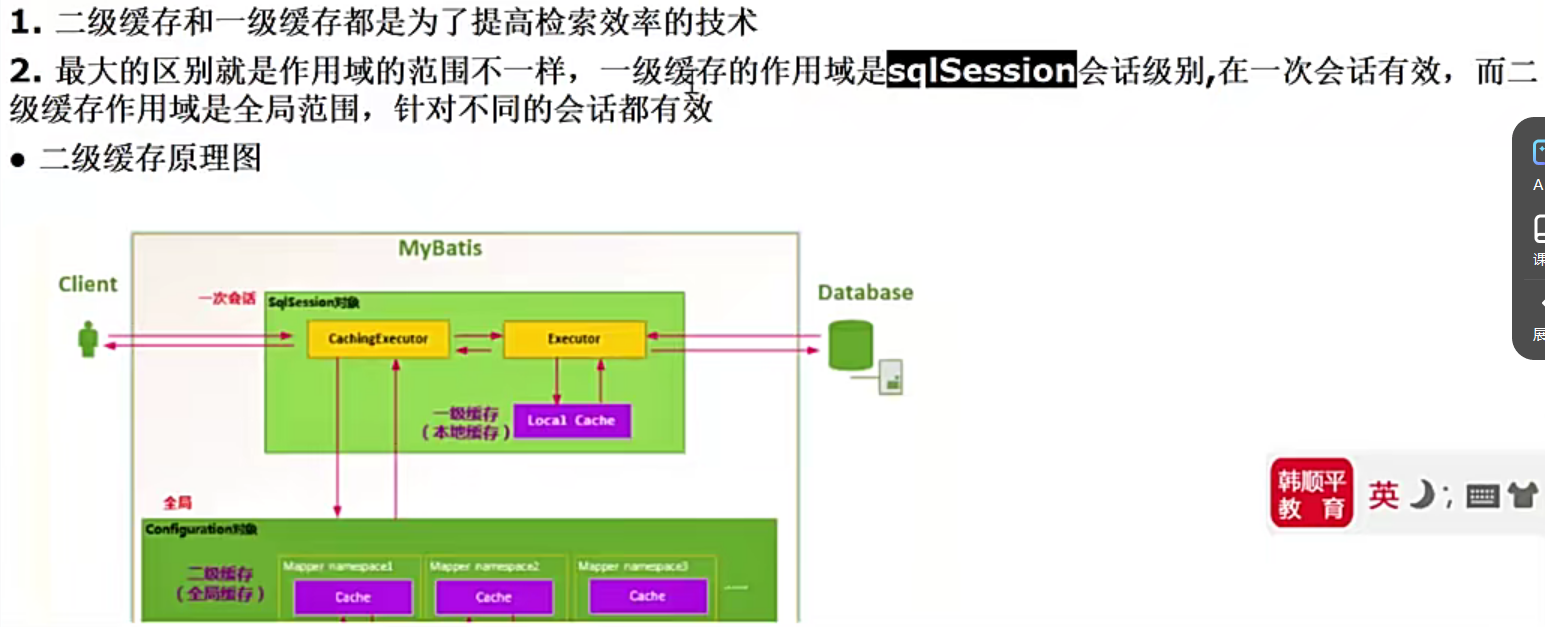 1. 二级缓存和一级缓存都是为了提高检索效率的技术
2. 最大的区别就是作用域的范围不一样，一级缓存的作用域是sqlSession会话级别,在一次会话有效，而二
级缓存作用域是全局范围，针对不同的会话都有效
● 二级缓存原理图
MyBatis
Client
一次会话
SqlSession对象
Database
CachingExecutor
Executor
一级缓存
（本地缓存）
Local Cache
全局
Configuration对象
二级缓存
（全局缓存）
Mapper namespace1
Mapper namespace2
Mapper namespace3
Cache
Cache
Cache
A
课
展
韩顺平
教 育
英